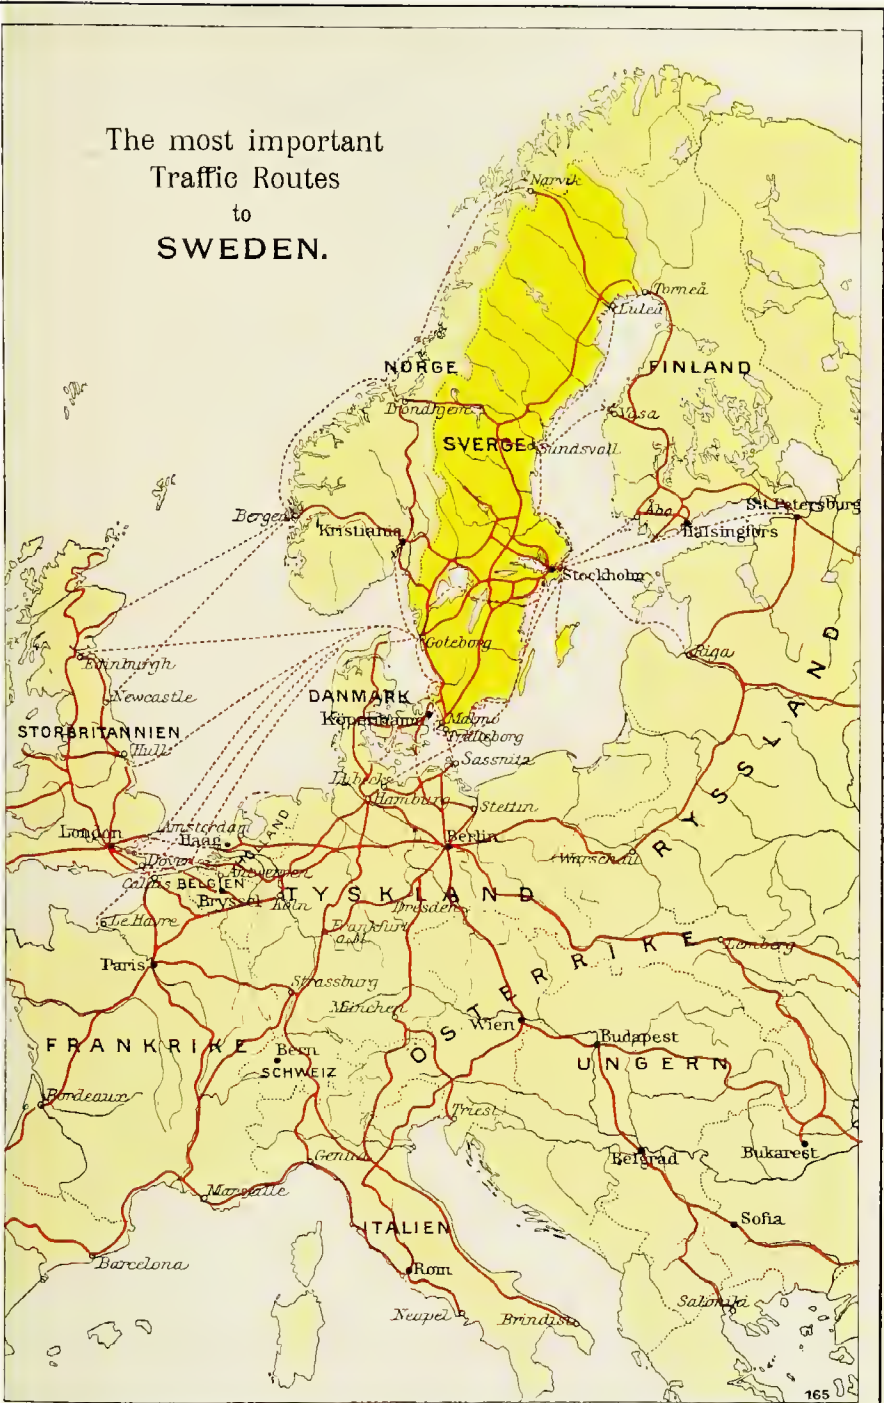 The most important
Traffic Routes
to
SWEDEN.
Narvik
Torneå
Luleå
NORGE
FINLAND
Trondhjem
Vasa
SVERGE
Sundsvall
Bergen
Kristiania
Åbo
S:t Petersburg
Hälsingfors
Stockholm
Göteborg
Riga
Edinburgh
Newcastle
DANMARK
Köpenhamn
Malmö
Trälleborg
STORBRITANNIEN
Hull
Sassnitz
RYSSLAND
Lübeck
Hamburg
Stettin
London
Amsterdam
Haag
HOLLAND
Berlin
Warschau
Dover
Calais
BELGIEN
Antwerpen
Bryssel
Köln
TYSKLAND
Dresden
Le Havre
Frankfurt
a. M.
Lemberg
Paris
Strassburg
München
ÖSTERRIKE
Wien
Budapest
FRANKRIKE
Bern
SCHWEIZ
UNGERN
Bordeaux
Triest
Genua
Belgrad
Bukarest
Marseille
ITALIEN
Sofia
Barcelona
Rom
Neapel
Brindisi
Saloniki
165